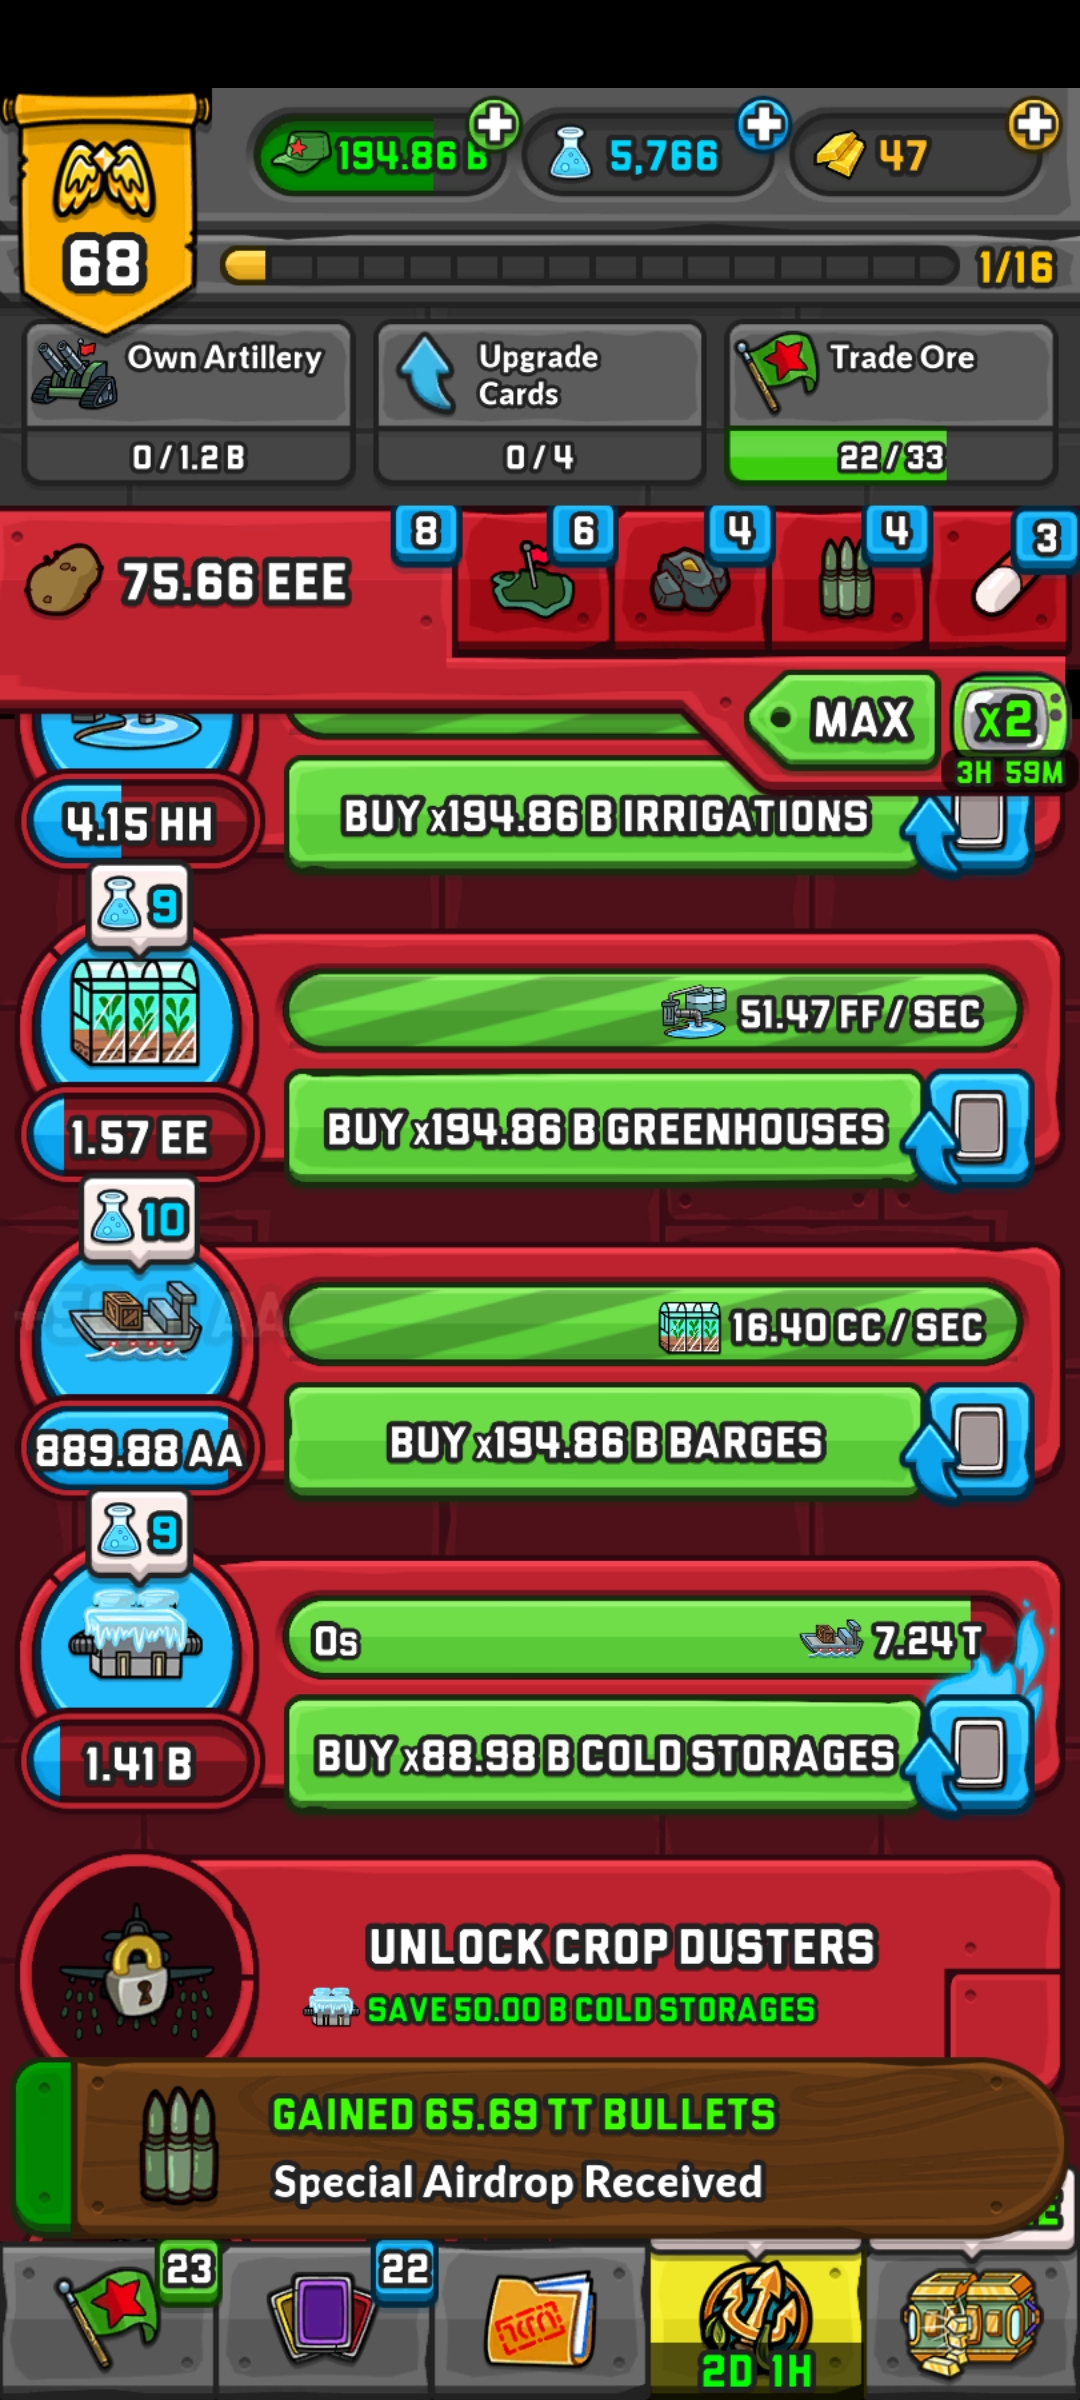 194.86 B
5,766
47
68
1/16
Own Artillery
0 / 1.2 B
Upgrade
Cards
0 / 4
Trade Ore
22 / 33
75.66 EEE
8
6
4
4
3
MAX
x2
3H 59M
4.15 HH
BUY x194.86 B IRRIGATIONS
9
51.47 FF / SEC
1.57 EE
BUY x194.86 B GREENHOUSES
10
16.40 CC / SEC
889.88 AA
BUY x194.86 B BARGES
9
0s
7.24 T
1.41 B
BUY x88.98 B COLD STORAGES
UNLOCK CROP DUSTERS
SAVE 50.00 B COLD STORAGES
GAINED 65.69 TT BULLETS
Special Airdrop Received
23
22
2D 1H